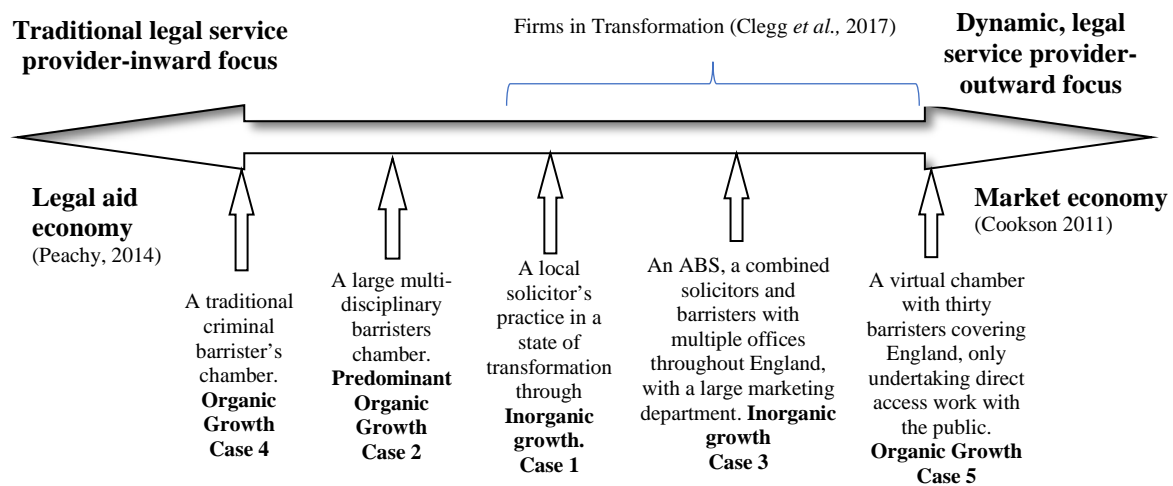 Traditional legal service
provider-inward focus
Firms in Transformation (Clegg et al., 2017)
Dynamic, legal
service provider-
outward focus
Legal aid
economy
(Peachy, 2014)
Market economy
(Cookson 2011)
A traditional
criminal
barrister's
chamber.
Organic
Growth
Case 4
A large multi-
disciplinary
barristers
chamber.
Predominant
Organic
Growth
Case 2
A local
solicitor's
practice in a
state of
transformation
through
Inorganic
growth.
Case 1
An ABS, a combined
solicitors and
barristers with
multiple offices
throughout England,
with a large marketing
department. Inorganic
growth
Case 3
A virtual chamber
with thirty
barristers covering
England, only
undertaking direct
access work with
the public.
Organic Growth
Case 5